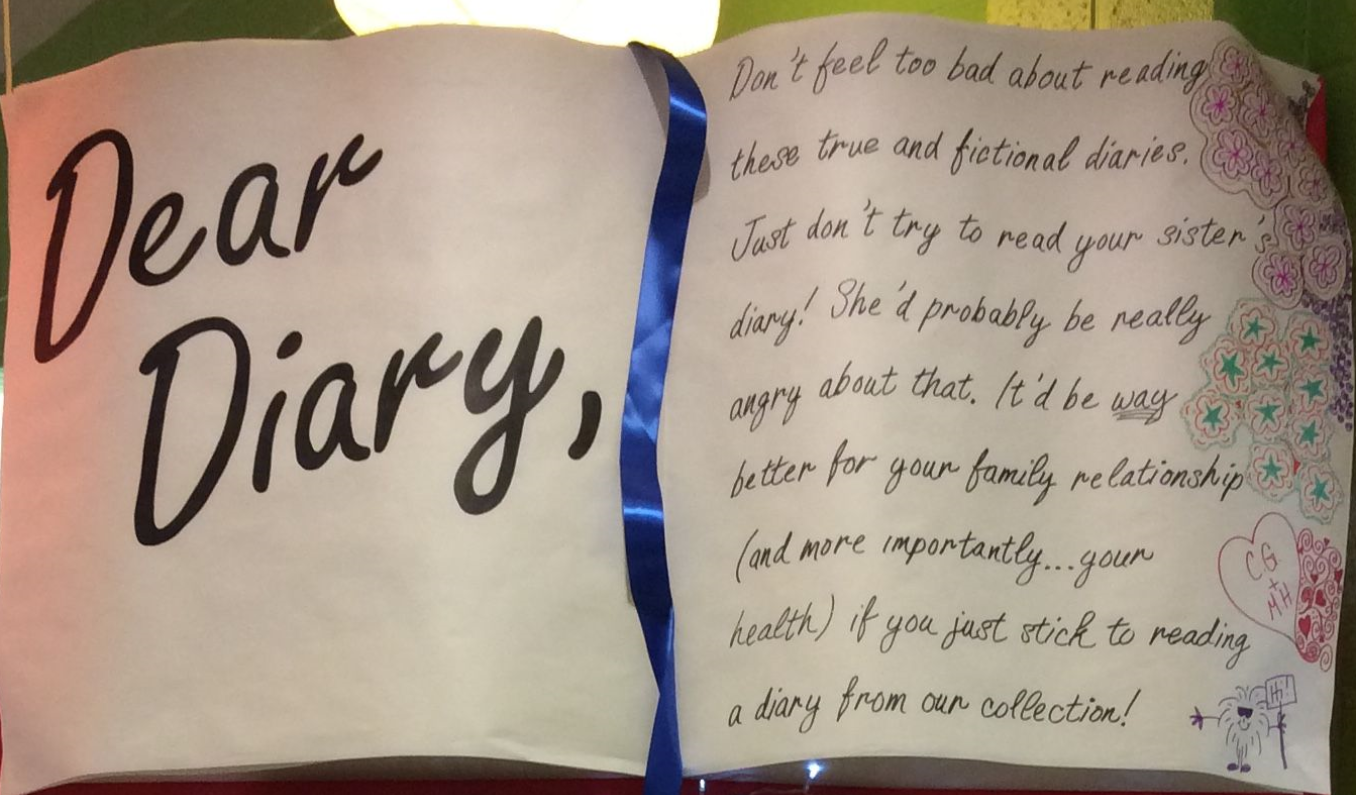 Dear
Diary,
Don't feel too bad about reading
these true and fictional diaries.
Just don't try to read your sister's
diary! She'd probably be really
angry about that. It'd be way
better for your family relationship
(and more importantly...your
health) if you just stick to reading
a diary from our collection!
CG
+
MH
Hi!